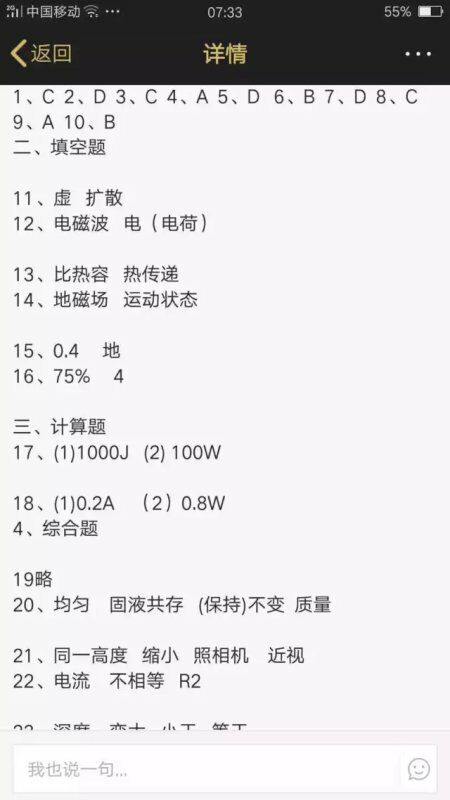 2G 中国移动 ... 07:33 55%
返回 详情 ...
1、C 2、D 3、C 4、A 5、D 6、B 7、D 8、C
9、A 10、B
二、填空题
11、虚 扩散
12、电磁波 电（电荷）
13、比热容 热传递
14、地磁场 运动状态
15、0.4 地
16、75% 4
三、计算题
17、(1)1000J (2) 100W
18、(1)0.2A （2）0.8W
4、综合题
19略
20、均匀 固液共存 (保持)不变 质量
21、同一高度 缩小 照相机 近视
22、电流 不相等 R2
我也说一句...